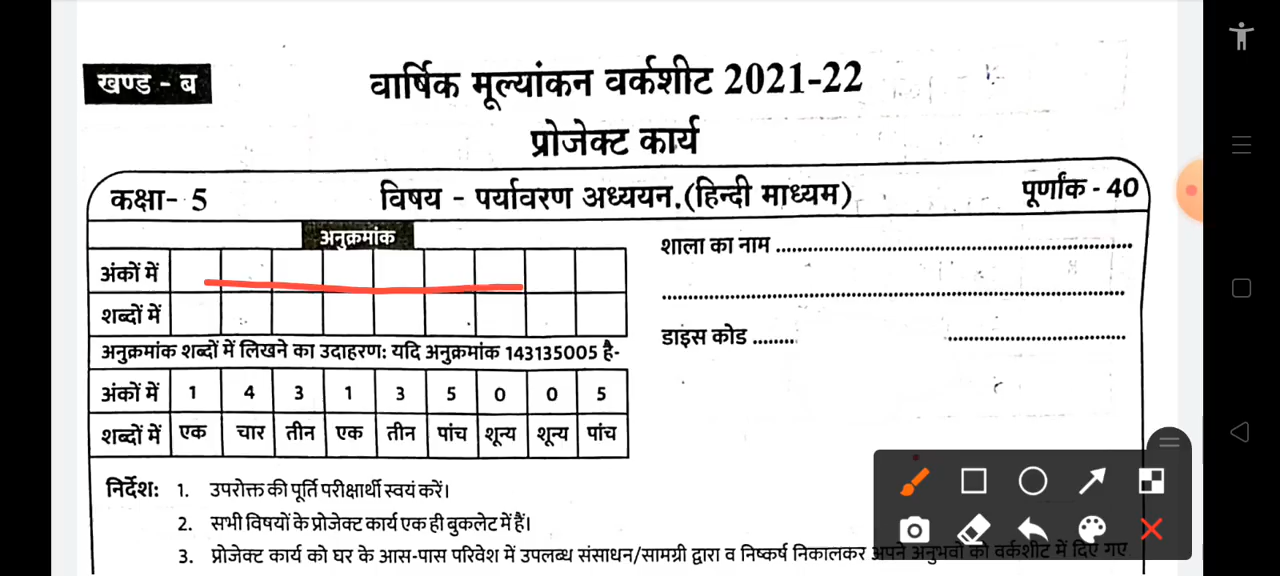 खण्ड - ब
वार्षिक मूल्यांकन वर्कशीट 2021-22
प्रोजेक्ट कार्य
कक्षा- 5 विषय - पर्यावरण अध्ययन.(हिन्दी माध्यम) पूर्णांक - 40
अनुक्रमांक
अंकों में
शब्दों में
शाला का नाम ..........................................................
..........................................................
डाइस कोड ........ ..............................
अनुक्रमांक शब्दों में लिखने का उदाहरण: यदि अनुक्रमांक 143135005 है-
अंकों में 1 4 3 1 3 5 0 0 5
शब्दों में एक चार तीन एक तीन पांच शून्य शून्य पांच
निर्देश: 1. उपरोक्त की पूर्ति परीक्षार्थी स्वयं करें।
2. सभी विषयों के प्रोजेक्ट कार्य एक ही बुकलेट में हैं।
3. प्रोजेक्ट कार्य को घर के आस-पास परिवेश में उपलब्ध संसाधन/सामग्री द्वारा व निष्कर्ष निकालकर अपने अनुभवों को वर्कशीट में दिए गए